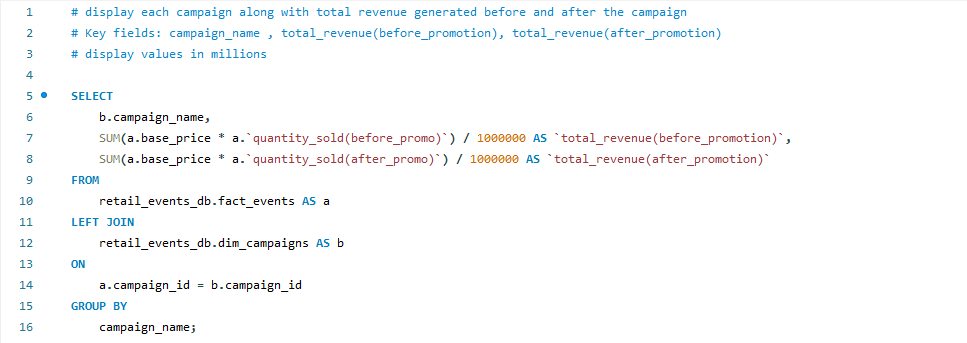 1 # display each campaign along with total revenue generated before and after the campaign
2 # Key fields: campaign_name , total_revenue(before_promotion), total_revenue(after_promotion)
3 # display values in millions
4
5 SELECT
6 b.campaign_name,
7 SUM(a.base_price * a.`quantity_sold(before_promo)`) / 1000000 AS `total_revenue(before_promotion)`,
8 SUM(a.base_price * a.`quantity_sold(after_promo)`) / 1000000 AS `total_revenue(after_promotion)`
9 FROM
10 retail_events_db.fact_events AS a
11 LEFT JOIN
12 retail_events_db.dim_campaigns AS b
13 ON
14 a.campaign_id = b.campaign_id
15 GROUP BY
16 campaign_name;